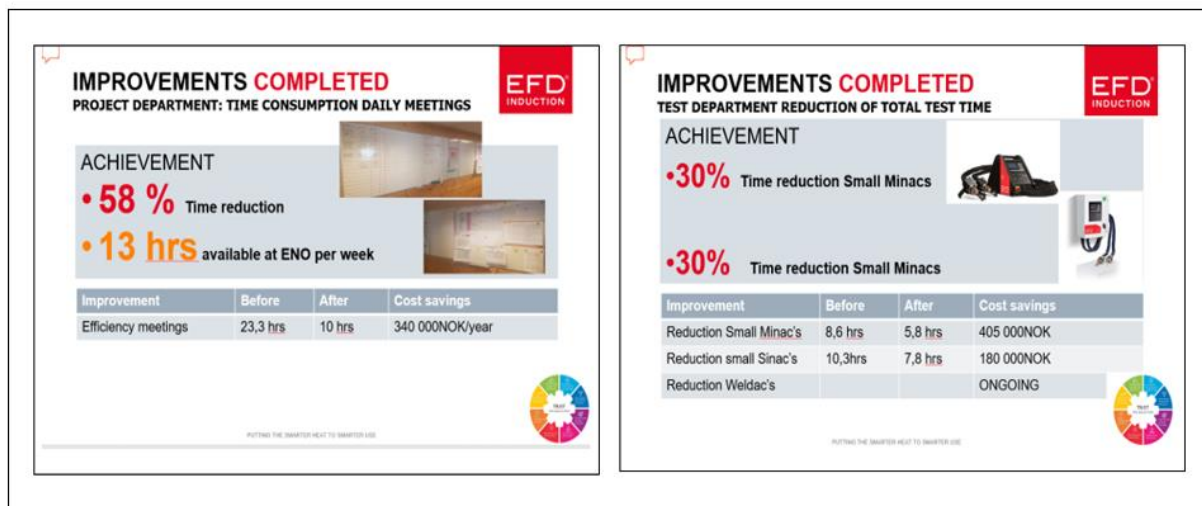 IMPROVEMENTS COMPLETED
PROJECT DEPARTMENT: TIME CONSUMPTION DAILY MEETINGS
EFD
INDUCTION
ACHIEVEMENT
• 58 % Time reduction
• 13 hrs available at ENO per week
Improvement Before After Cost savings
Efficiency meetings 23,3 hrs 10 hrs 340 000NOK/year
TEST
PUTTING THE SMARTER HEAT TO SMARTER USE
IMPROVEMENTS COMPLETED
TEST DEPARTMENT REDUCTION OF TOTAL TEST TIME
EFD
INDUCTION
ACHIEVEMENT
•30% Time reduction Small Minacs
•30% Time reduction Small Minacs
Improvement Before After Cost savings
Reduction Small Minac's 8,6 hrs 5,8 hrs 405 000NOK
Reduction small Sinac's 10,3hrs 7,8 hrs 180 000NOK
Reduction Weldac's ONGOING
TEST
PUTTING THE SMARTER HEAT TO SMARTER USE